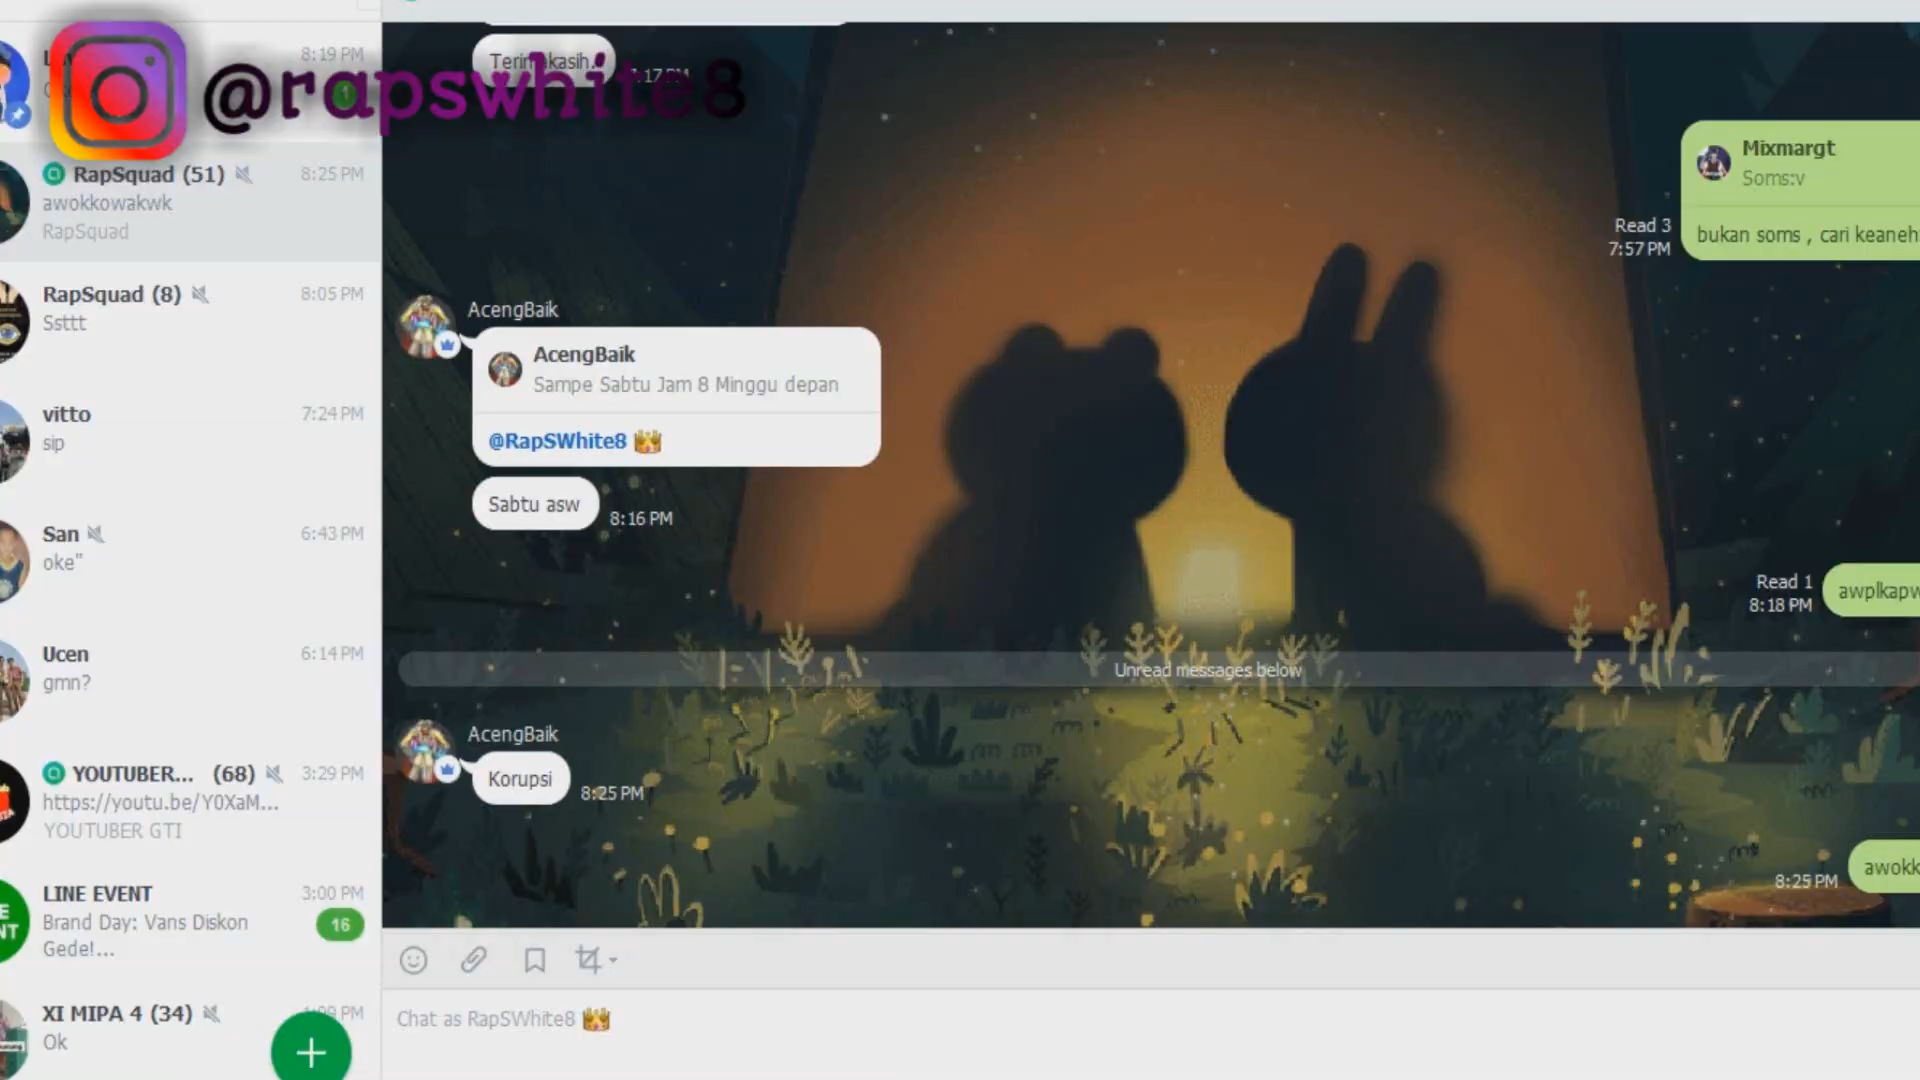 8:19 PM
@rapswhite8
RapSquad (51)
8:25 PM
awokkowakwk
RapSquad
RapSquad (8)
8:05 PM
Ssttt
vitto
7:24 PM
sip
San
6:43 PM
oke"
Ucen
6:14 PM
gmn?
YOUTUBER... (68)
3:29 PM
https://youtu.be/Y0XaM...
YOUTUBER GTI
LINE EVENT
3:00 PM
Brand Day: Vans Diskon
Gede!...
16
XI MIPA 4 (34)
Ok
Mixmargt
Soms:v
bukan soms , cari keaneh
Read 3
7:57 PM
AcengBaik
AcengBaik
Sampe Sabtu Jam 8 Minggu depan
@RapSWhite8
Sabtu asw
8:16 PM
Read 1
8:18 PM
awplkapw
Unread messages below
AcengBaik
Korupsi
8:25 PM
8:25 PM
awokk
Chat as RapSWhite8